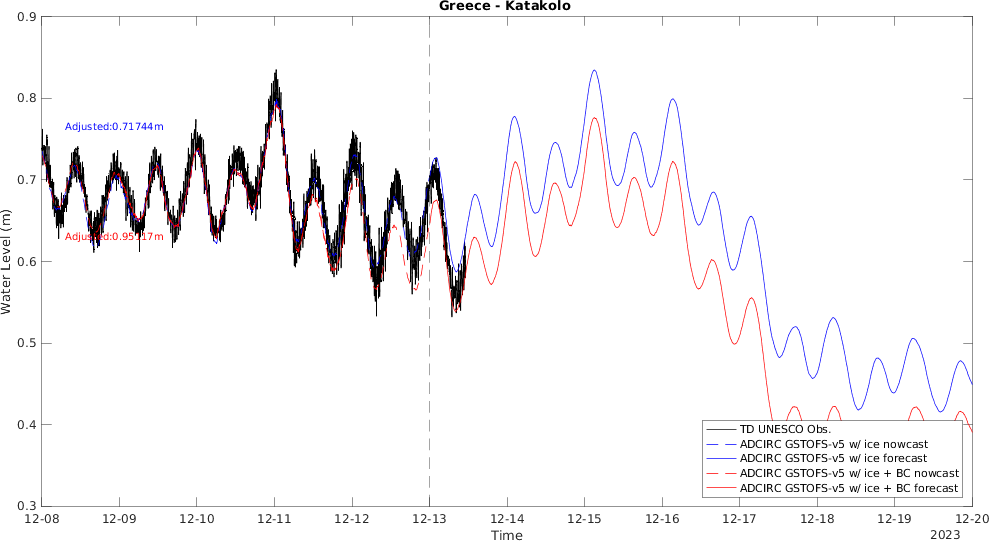 Greece - Katakolo
0.9
0.8
0.7
0.6
0.5
0.4
0.3
Water Level (m)
Adjusted:0.71744m
Adjusted:0.95117m
TD UNESCO Obs.
ADCIRC GSTOFS-v5 w/ ice nowcast
ADCIRC GSTOFS-v5 w/ ice forecast
ADCIRC GSTOFS-v5 w/ ice + BC nowcast
ADCIRC GSTOFS-v5 w/ ice + BC forecast
12-08 12-09 12-10 12-11 12-12 12-13 12-14 12-15 12-16 12-17 12-18 12-19 12-20
Time
2023